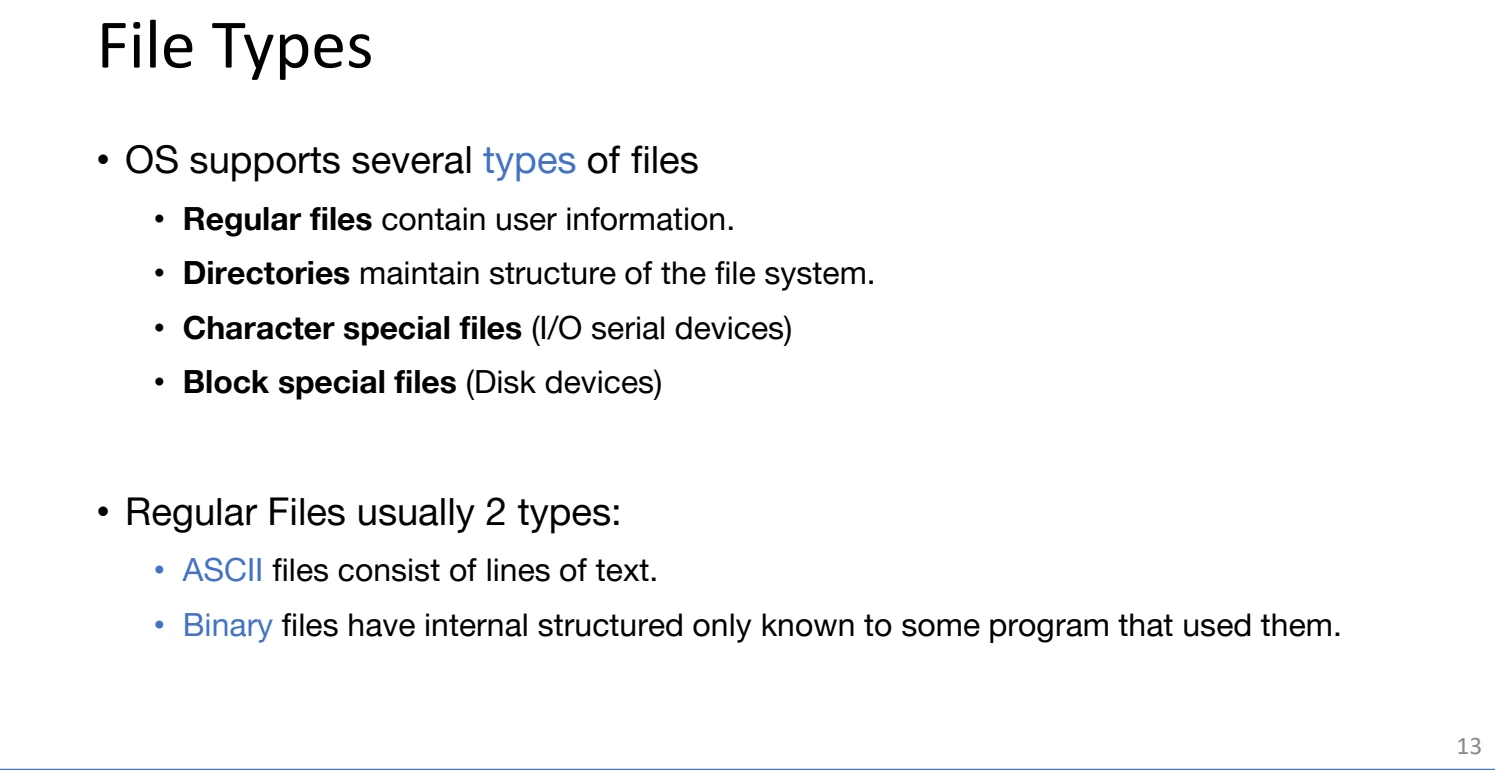 File Types
• OS supports several types of files
• Regular files contain user information.
• Directories maintain structure of the file system.
• Character special files (I/O serial devices)
• Block special files (Disk devices)
• Regular Files usually 2 types:
• ASCII files consist of lines of text.
• Binary files have internal structured only known to some program that used them.
13